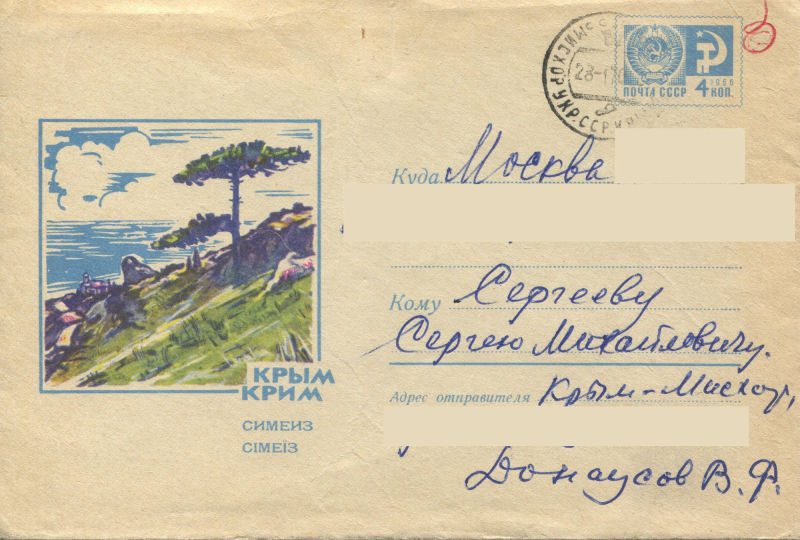 МИСХОР УКР. ССР
28-1
1966
ПОЧТА СССР 4 КОП.
Куда Москва
Кому Сергееву
Сергею Михайловичу.
КРЫМ
КРИМ
СИМЕИЗ
СІМЕЇЗ
Адрес отправителя Крым-Мисхор,
Донаусов В. Ф.